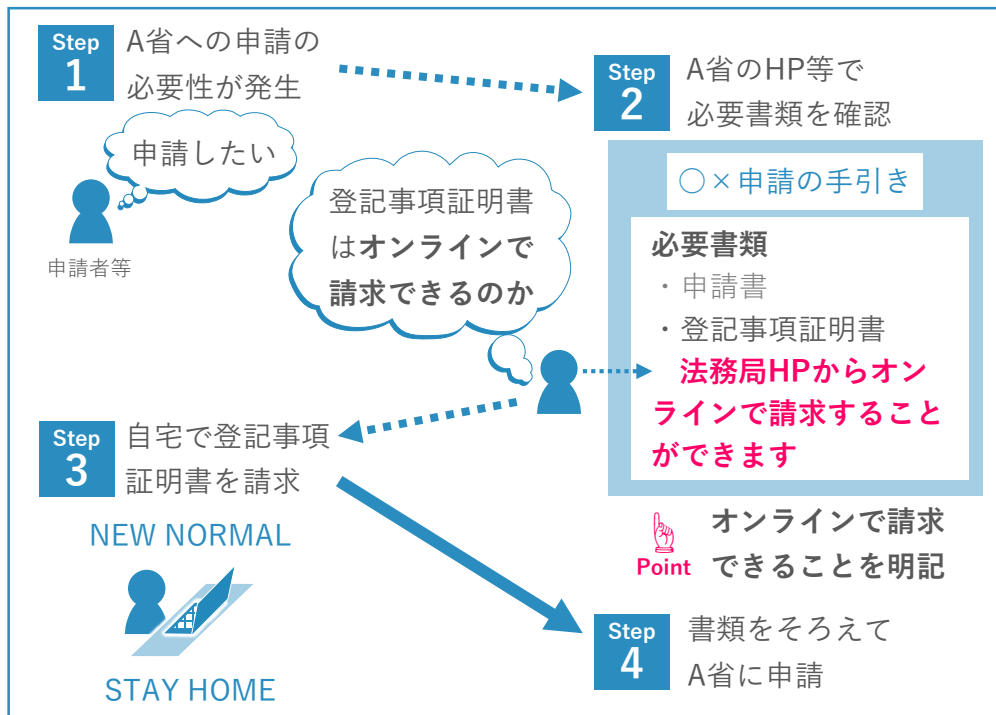 Step
1
A省への申請の
必要性が発生
申請したい
申請者等
Step
2
A省のHP等で
必要書類を確認
○×申請の手引き
必要書類
・申請書
・登記事項証明書
法務局HPからオン
ラインで請求すること
ができます
登記事項証明書
はオンラインで
請求できるのか
Point
オンラインで請求
できることを明記
Step
3
自宅で登記事項
証明書を請求
NEW NORMAL
STAY HOME
Step
4
書類をそろえて
A省に申請